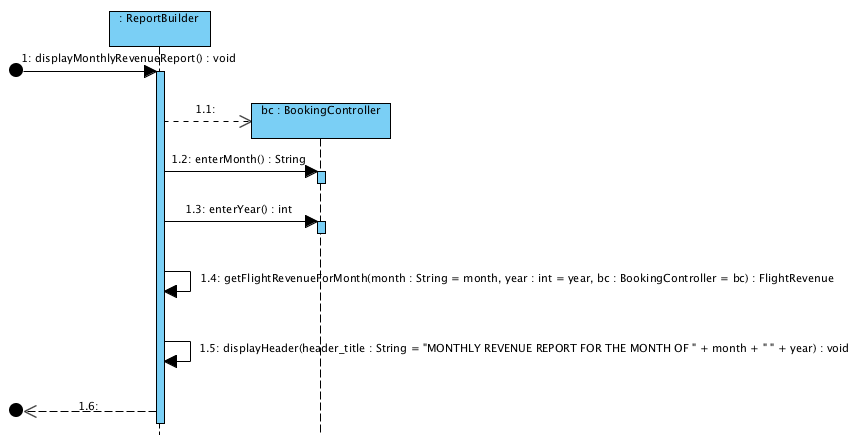 : ReportBuilder
1: displayMonthlyRevenueReport() : void
1.1:
bc : BookingController
1.2: enterMonth() : String
1.3: enterYear() : int
1.4: getFlightRevenueForMonth(month : String = month, year : int = year, bc : BookingController = bc) : FlightRevenue
1.5: displayHeader(header_title : String = "MONTHLY REVENUE REPORT FOR THE MONTH OF " + month + " " + year) : void
1.6: